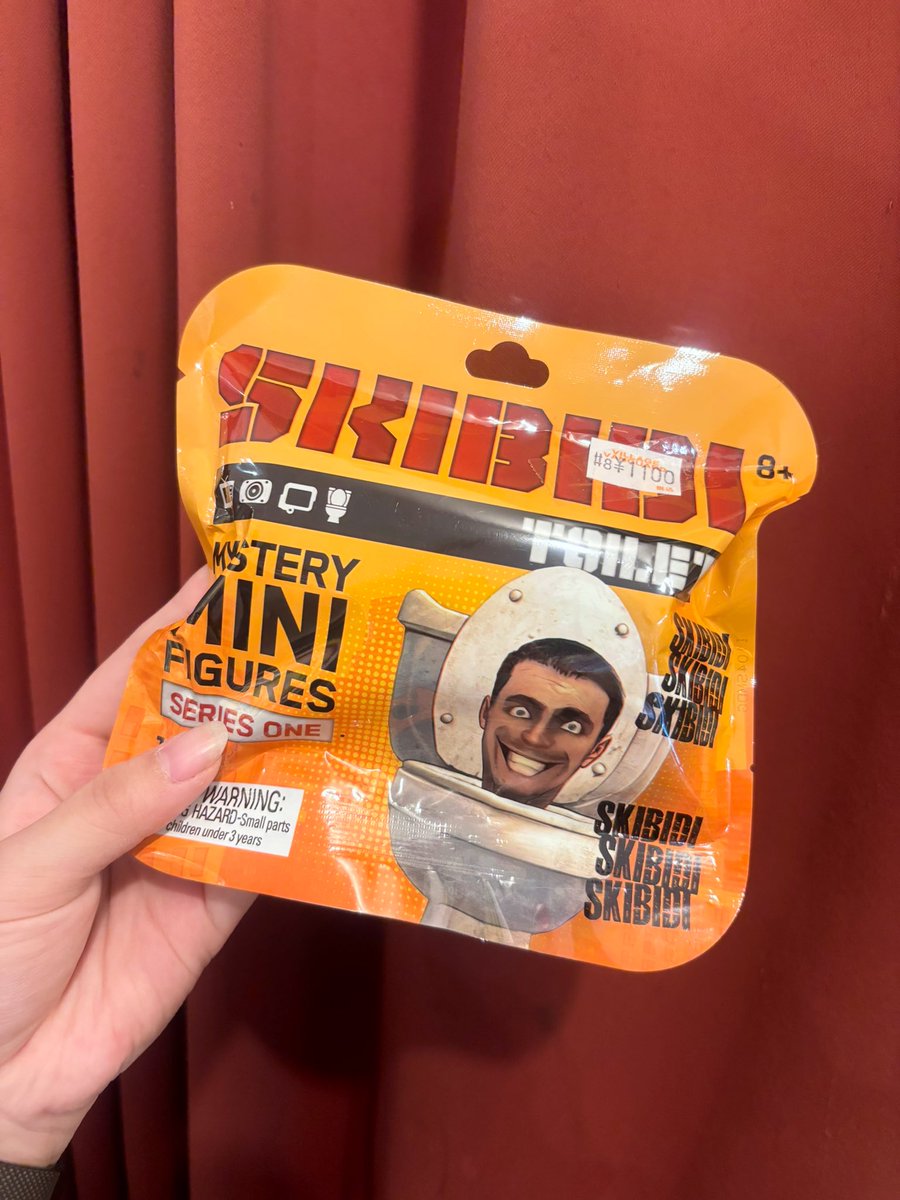 SKIBIDI
8+
#8¥1100
TOILET
MYSTERY
MINI
FIGURES
SERIES ONE
WARNING:
HAZARD-Small parts
children under 3 years
SKIBIDI
SKIBIDI
SKIBIDI
SKIBIDI
SKIBIDI
SKIBIDI